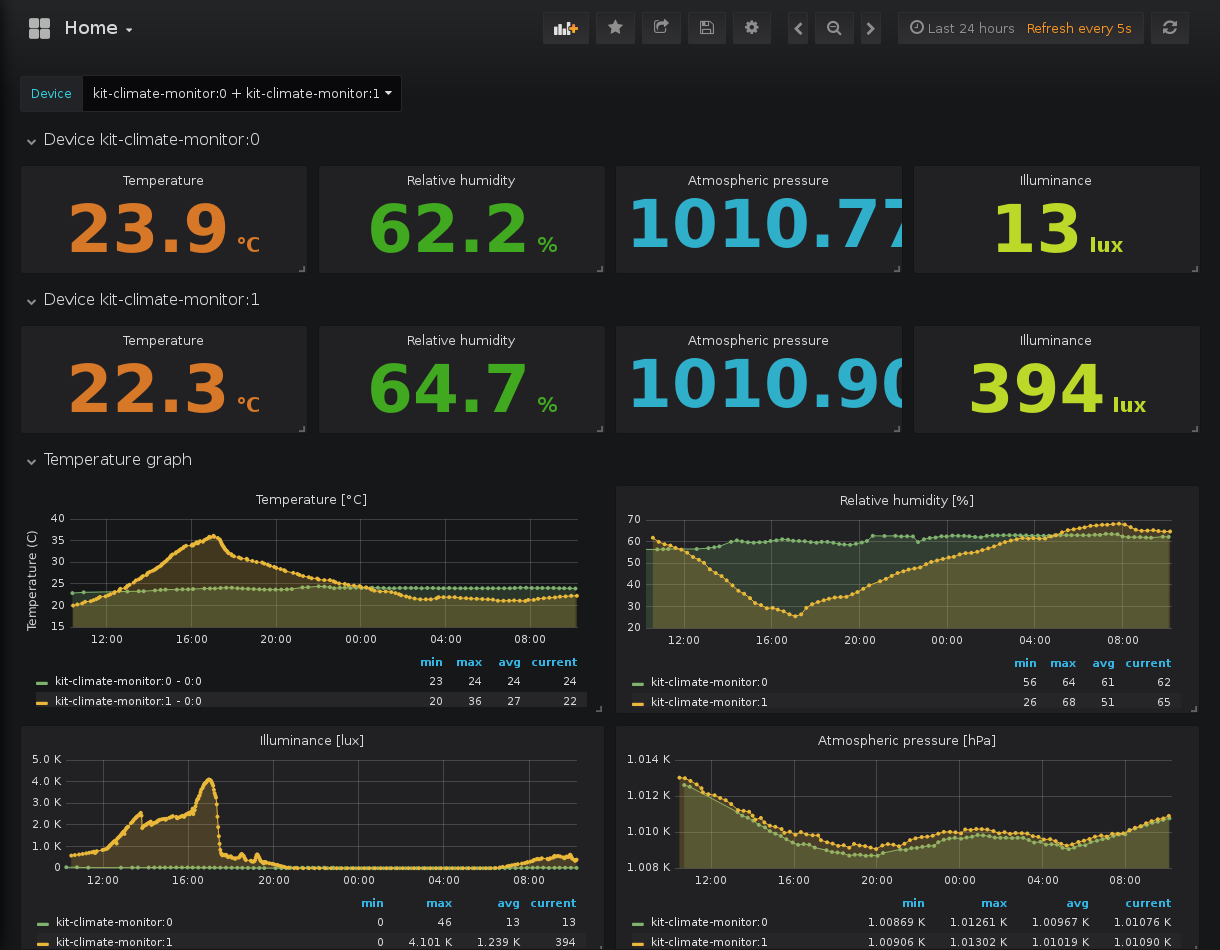 Home
Last 24 hours Refresh every 5s
Device kit-climate-monitor:0 + kit-climate-monitor:1
Device kit-climate-monitor:0
Temperature Relative humidity Atmospheric pressure Illuminance
23.9 °C 62.2 % 1010.77 13 lux
Device kit-climate-monitor:1
Temperature Relative humidity Atmospheric pressure Illuminance
22.3 °C 64.7 % 1010.90 394 lux
Temperature graph
Temperature [°C]
Temperature (C)
40
35
30
25
20
15
12:00 16:00 20:00 00:00 04:00 08:00
min max avg current
kit-climate-monitor:0 - 0:0 23 24 24 24
kit-climate-monitor:1 - 0:0 20 36 27 22
Relative humidity [%]
70
60
50
40
30
20
12:00 16:00 20:00 00:00 04:00 08:00
min max avg current
kit-climate-monitor:0 56 64 61 62
kit-climate-monitor:1 26 68 51 65
Illuminance [lux]
5.0 K
4.0 K
3.0 K
2.0 K
1.0 K
0
12:00 16:00 20:00 00:00 04:00 08:00
min max avg current
kit-climate-monitor:0 0 46 13 13
kit-climate-monitor:1 0 4.101 K 1.239 K 394
Atmospheric pressure [hPa]
1.014 K
1.012 K
1.010 K
1.008 K
12:00 16:00 20:00 00:00 04:00 08:00
min max avg current
kit-climate-monitor:0 1.00869 K 1.01261 K 1.00967 K 1.01076 K
kit-climate-monitor:1 1.00906 K 1.01302 K 1.01019 K 1.01090 K